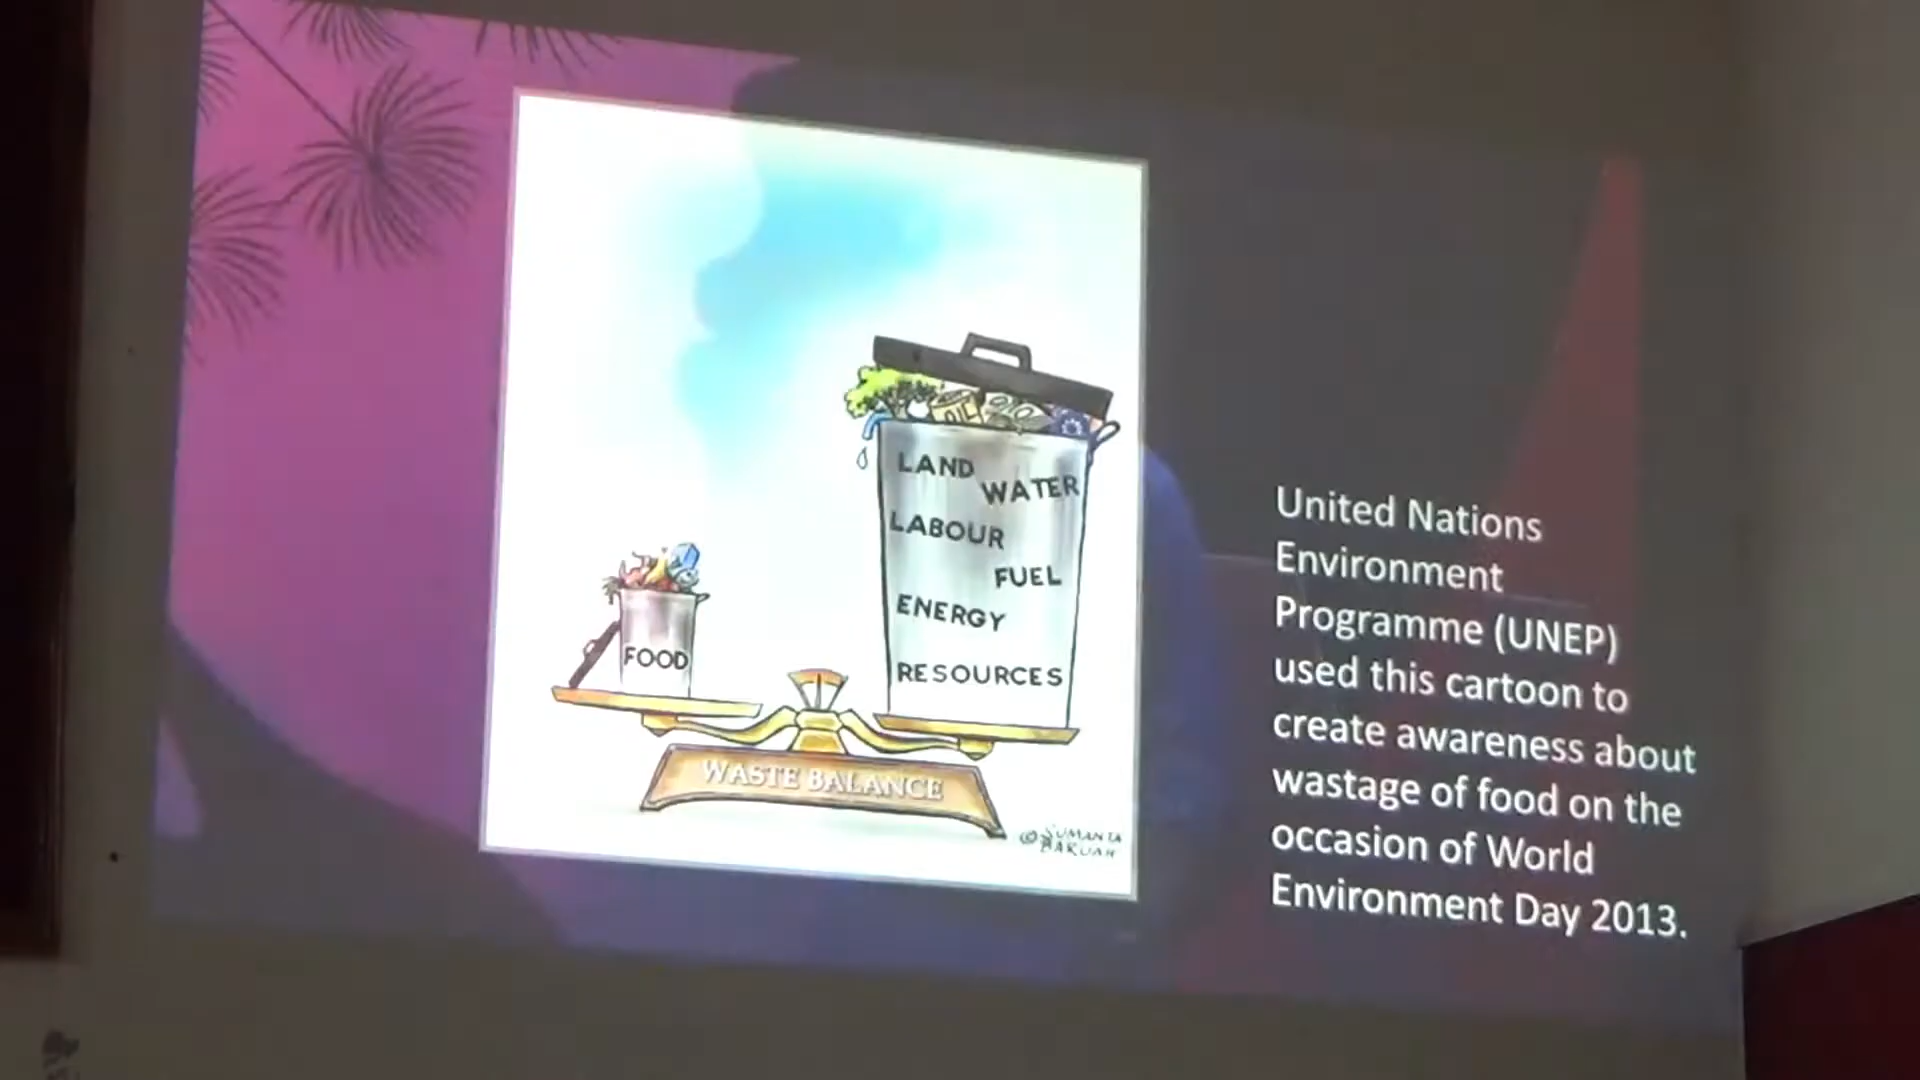 OIL
LAND
WATER
LABOUR
FUEL
ENERGY
RESOURCES
FOOD
WASTE BALANCE
© SUMANTA
BARUAH
United Nations
Environment
Programme (UNEP)
used this cartoon to
create awareness about
wastage of food on the
occasion of World
Environment Day 2013.